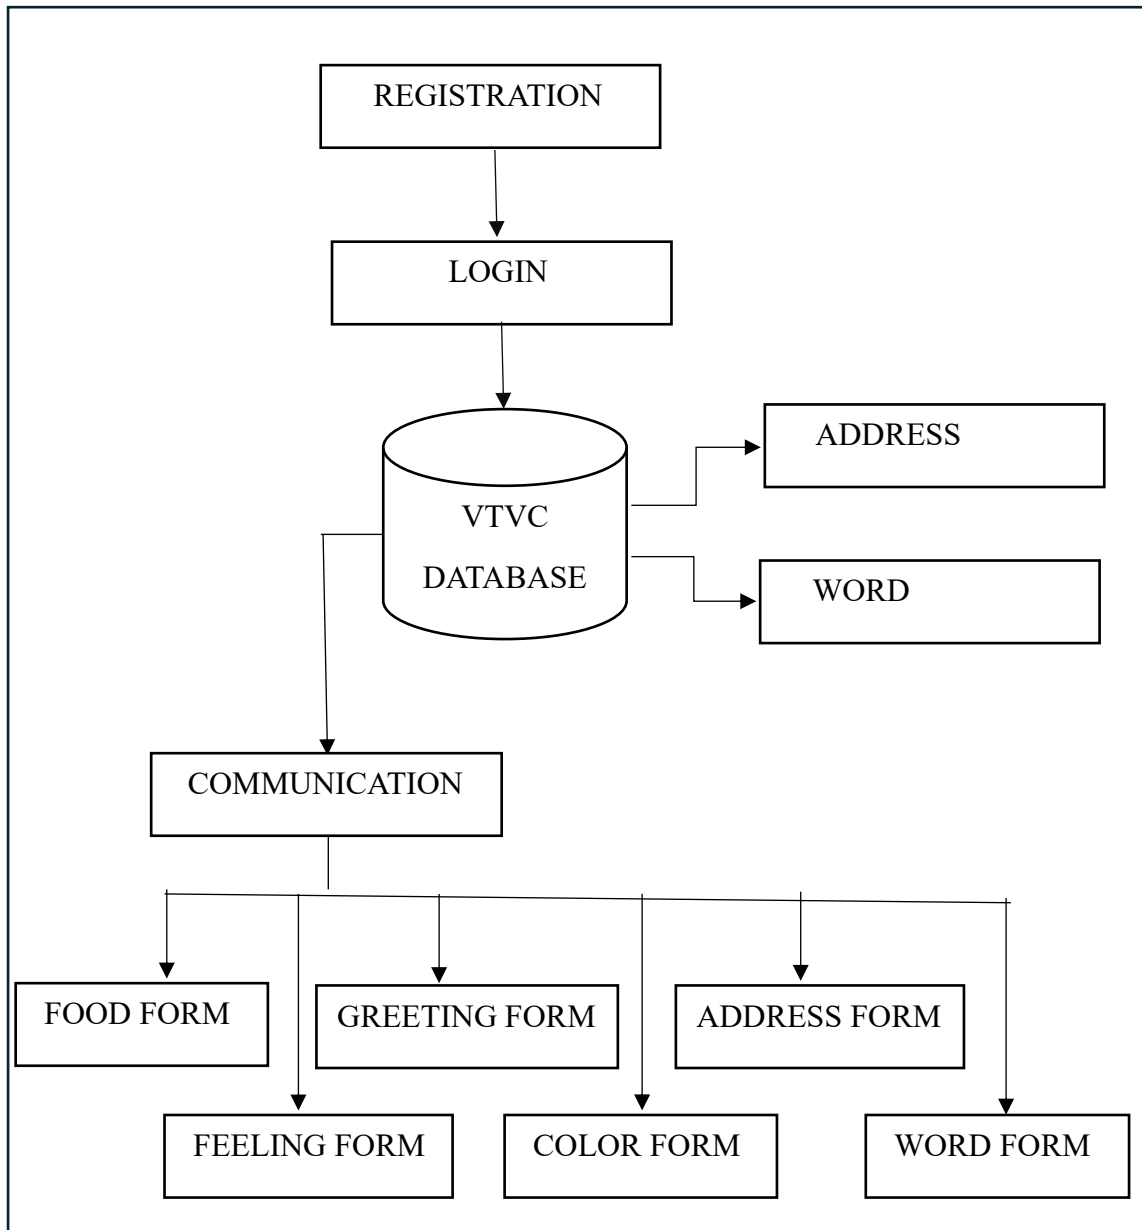 REGISTRATION
LOGIN
ADDRESS
VTVC
DATABASE
WORD
COMMUNICATION
FOOD FORM
GREETING FORM
ADDRESS FORM
FEELING FORM
COLOR FORM
WORD FORM